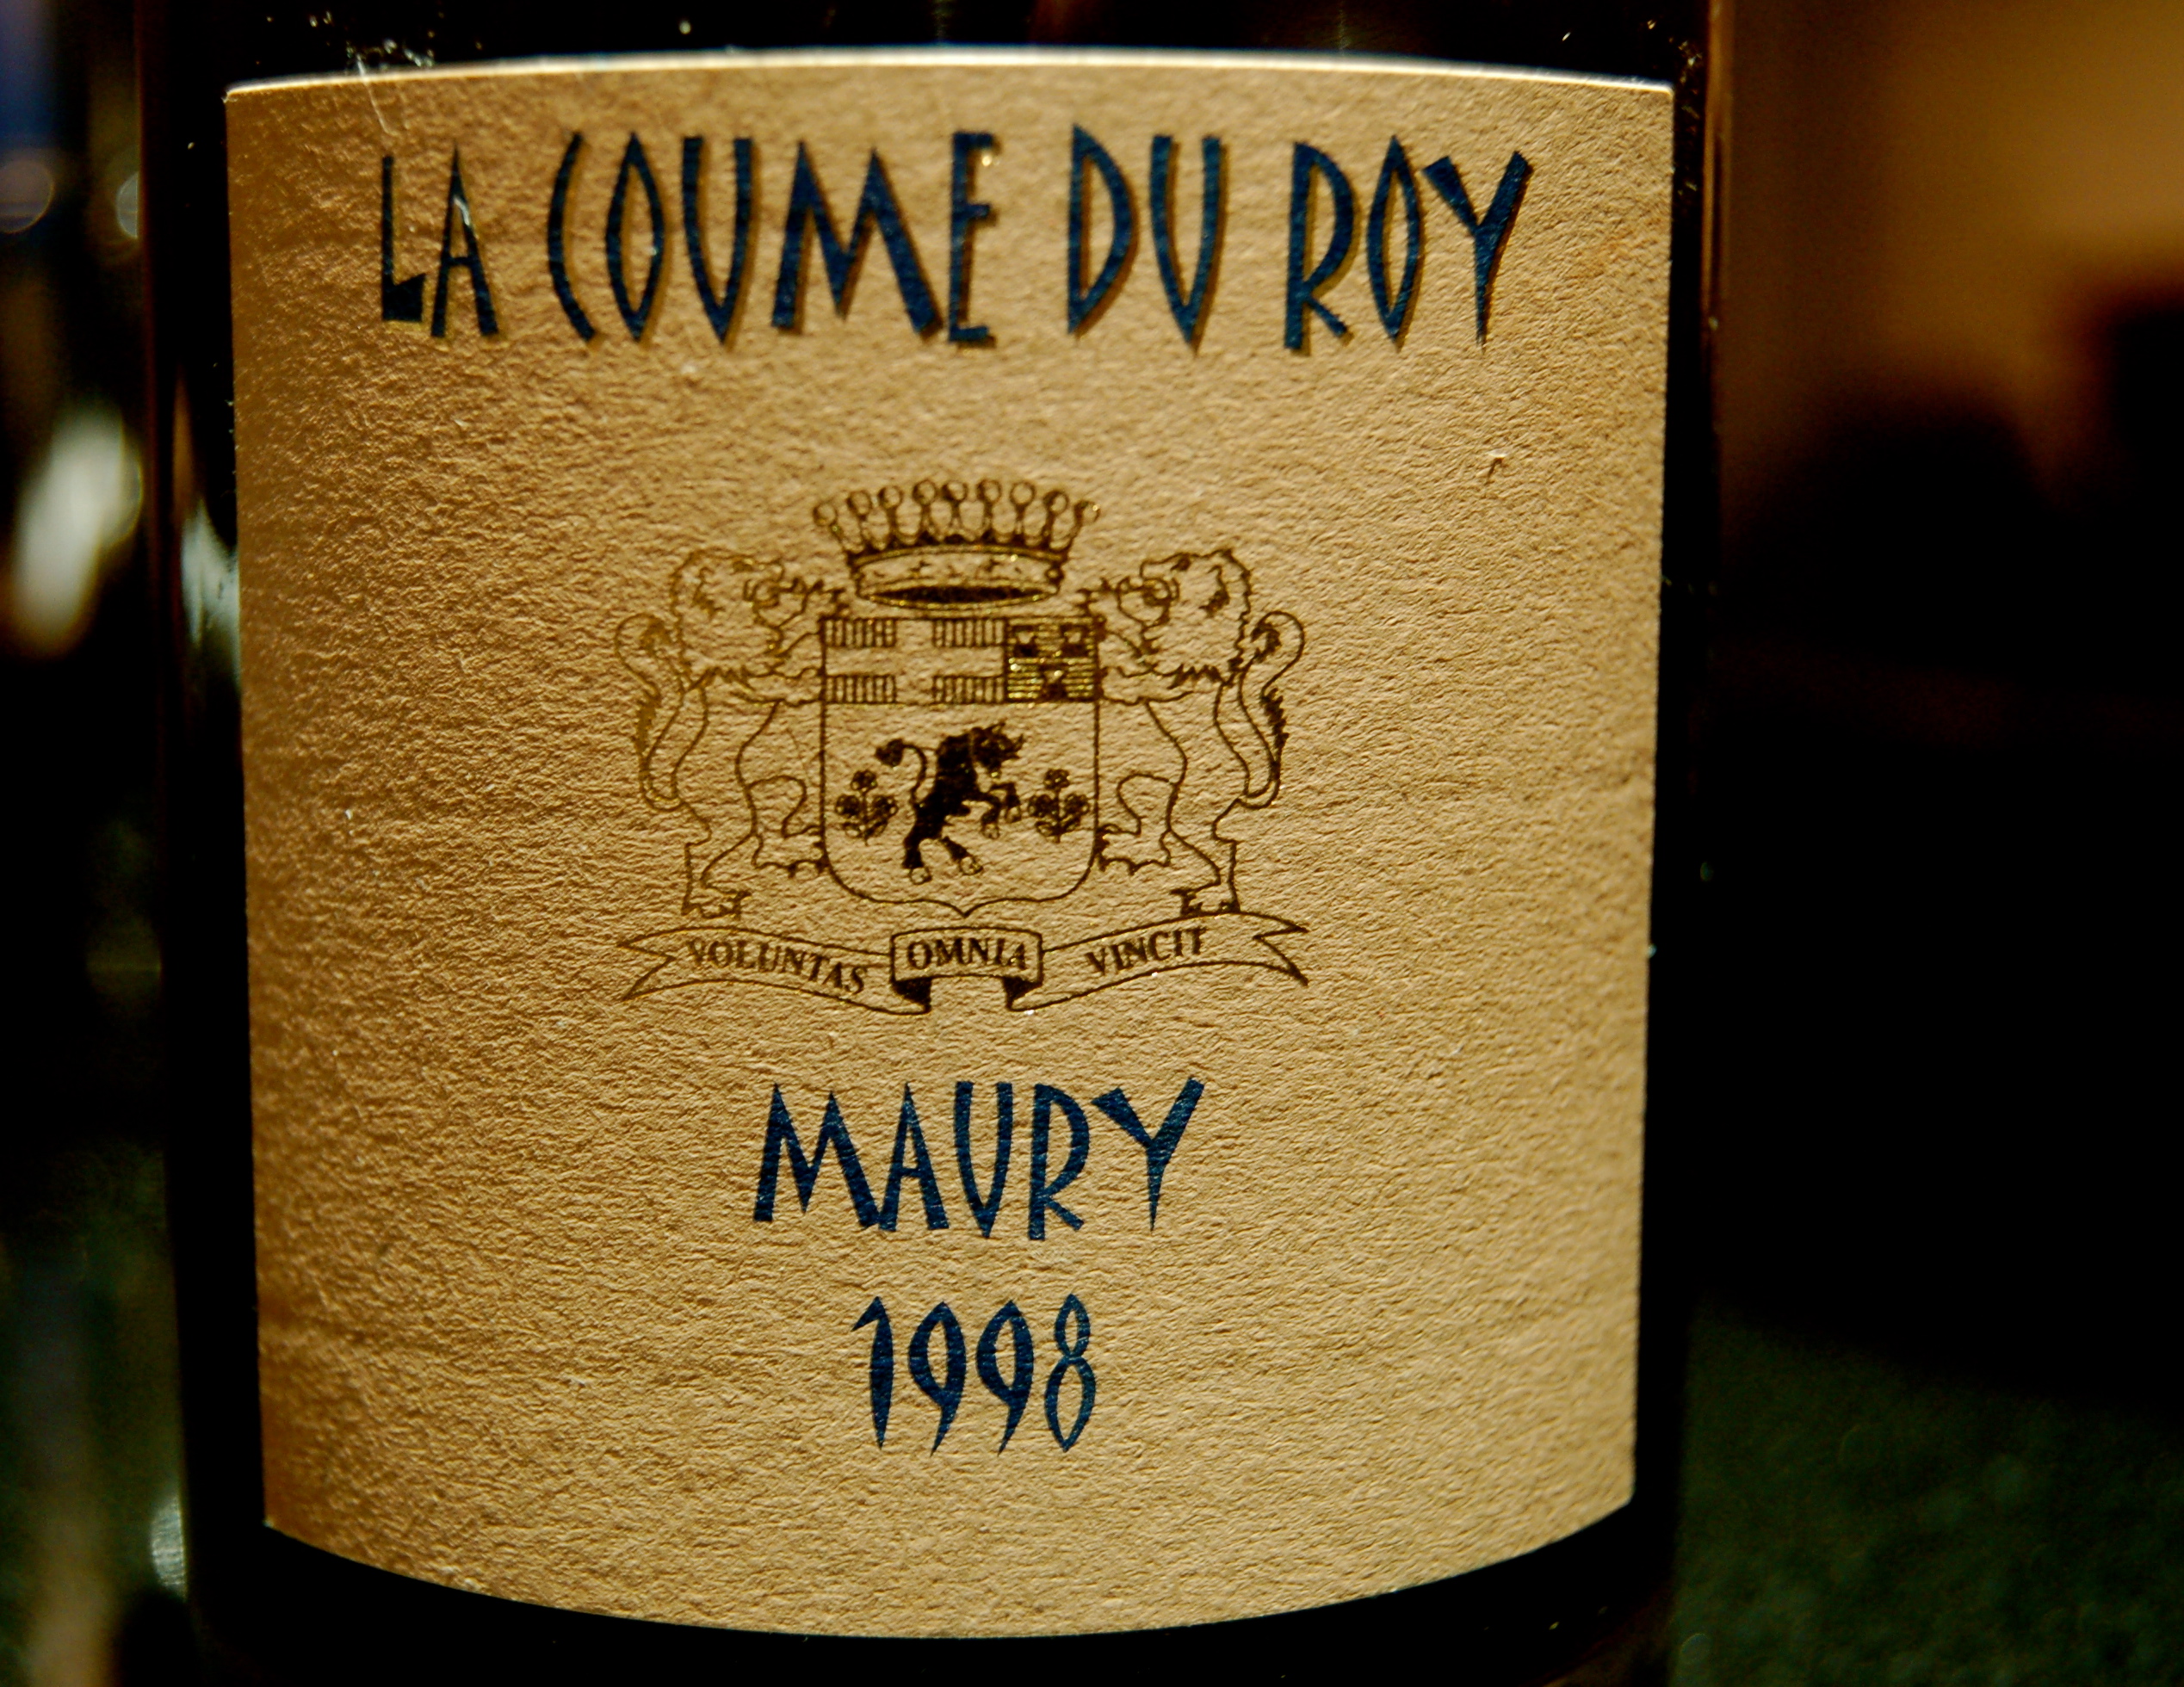 LA COUME DU ROY
VOLUNTAS OMNIA VINCIT
MAURY
1998